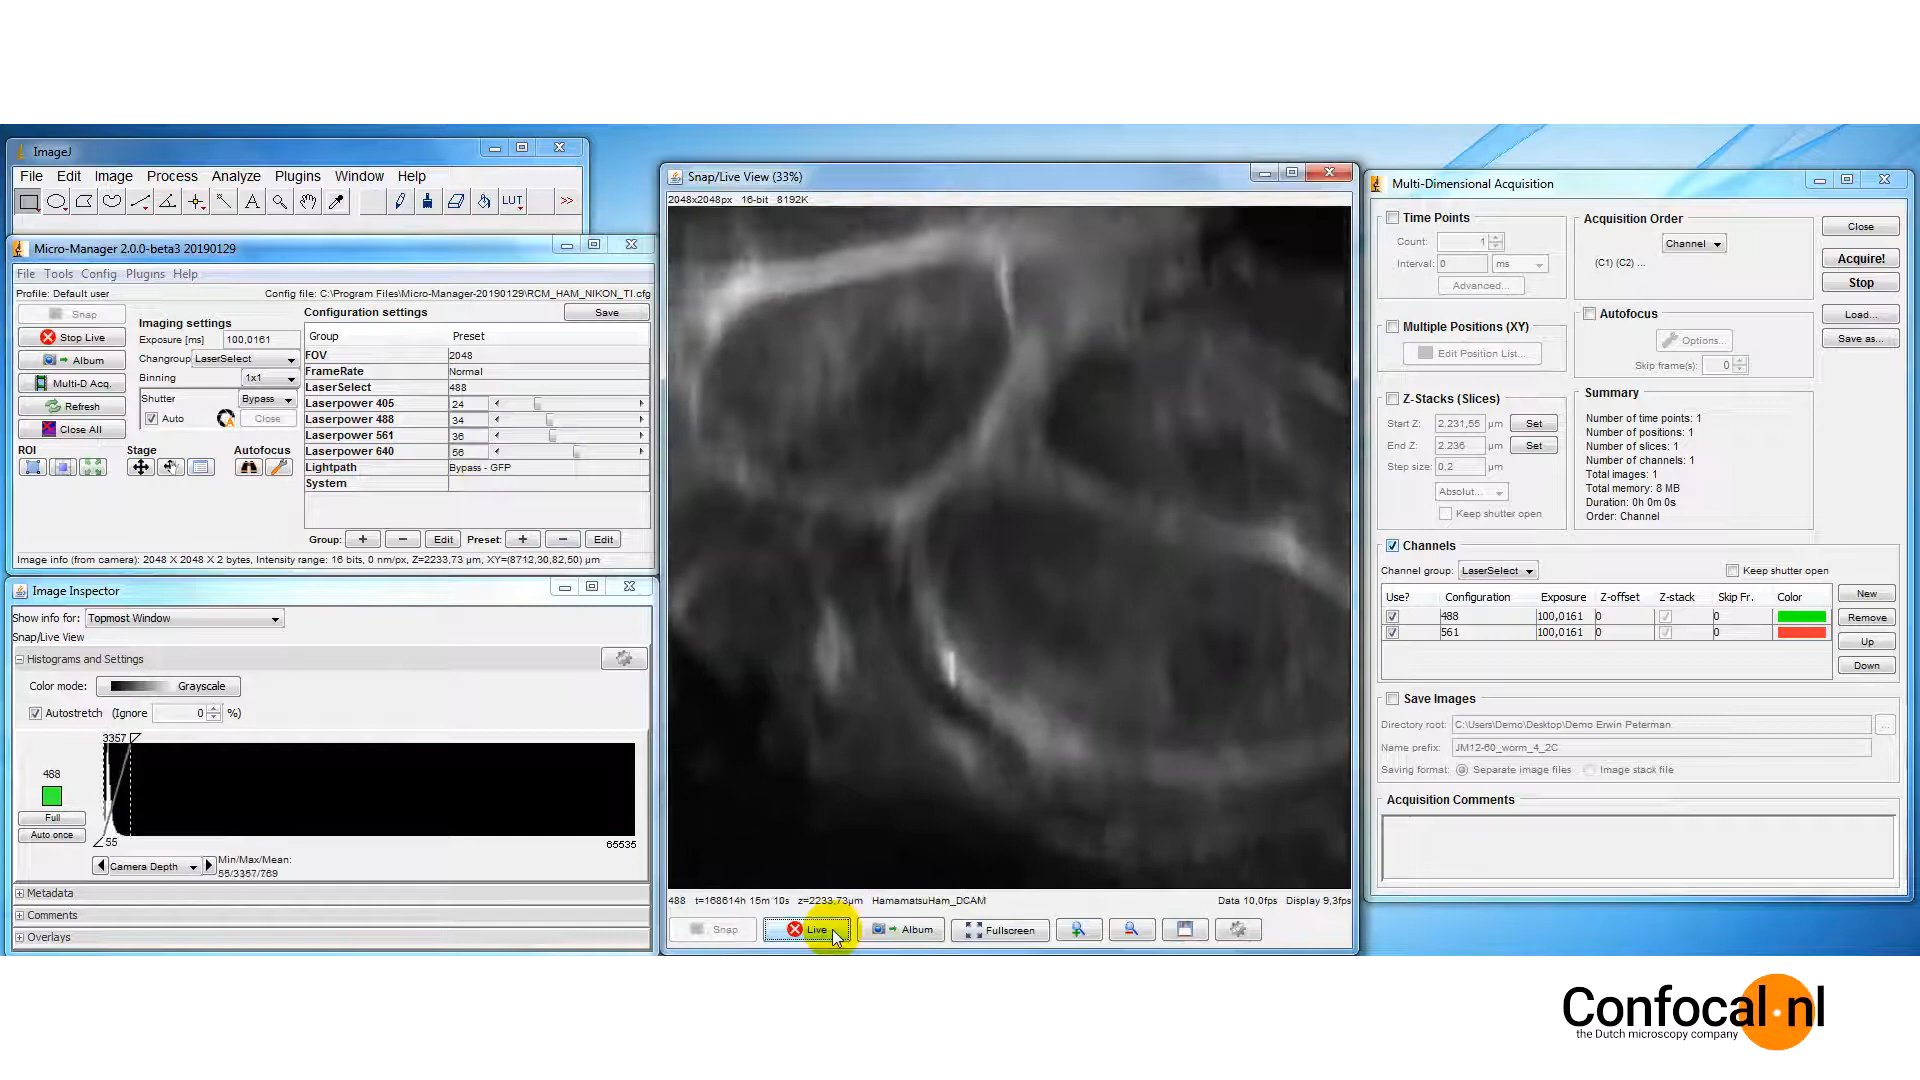 ImageJ
File Edit Image Process Analyze Plugins Window Help
A LUT >>
Micro-Manager 2.0.0-beta3 20190129
File Tools Config Plugins Help
Profile: Default user Config file: C:\Program Files\Micro-Manager-20190129\RCM_HAM_NIKON_TI.cfg
Snap
Stop Live
Album
Multi-D Acq.
Refresh
Close All
Imaging settings
Exposure [ms] 100,0161
Changroup LaserSelect
Binning 1x1
Shutter Bypass
Auto Close
ROI Stage Autofocus
Configuration settings Save
Group Preset
FOV 2048
FrameRate Normal
LaserSelect 488
Laserpower 405 24
Laserpower 488 34
Laserpower 561 36
Laserpower 640 56
Lightpath Bypass - GFP
System
Group: + − Edit Preset: + − Edit
Image info (from camera): 2048 X 2048 X 2 bytes, Intensity range: 16 bits, 0 nm/px, Z=2233,73 µm, XY=(8712,30,82,50) µm
Image Inspector
Show info for: Topmost Window
Snap/Live View
Histograms and Settings
Color mode: Grayscale
Autostretch (Ignore 0 %)
3357
488
Full
Auto once
55
65535
Camera Depth
Min/Max/Mean:
55/3357/769
Metadata
Comments
Overlays
Snap/Live View (33%)
2048x2048px 16-bit 8192K
488 t=168614h 15m 10s z=2233,73µm HamamatsuHam_DCAM Data 10,0fps Display 9,3fps
Snap Live Album Fullscreen
Multi-Dimensional Acquisition
Time Points
Count: 1
Interval: 0 ms
Advanced...
Multiple Positions (XY)
Edit Position List...
Z-Stacks (Slices)
Start Z: 2.231,55 µm Set
End Z: 2.236 µm Set
Step size: 0,2 µm
Absolut...
Keep shutter open
Acquisition Order
Channel
(C1) (C2) ...
Autofocus
Options...
Skip frame(s): 0
Summary
Number of time points: 1
Number of positions: 1
Number of slices: 1
Number of channels: 1
Total images: 1
Total memory: 8 MB
Duration: 0h 0m 0s
Order: Channel
Close
Acquire!
Stop
Load...
Save as...
Channels
Channel group: LaserSelect Keep shutter open
Use? Configuration Exposure Z-offset Z-stack Skip Fr. Color
488 100,0161 0 0
561 100,0161 0 0
New
Remove
Up
Down
Save Images
Directory root: C:\Users\Demo\Desktop\Demo Erwin Peterman ...
Name prefix: JM12-60_worm_4_2C
Saving format: Separate image files Image stack file
Acquisition Comments
Confocal.nl
the Dutch microscopy company